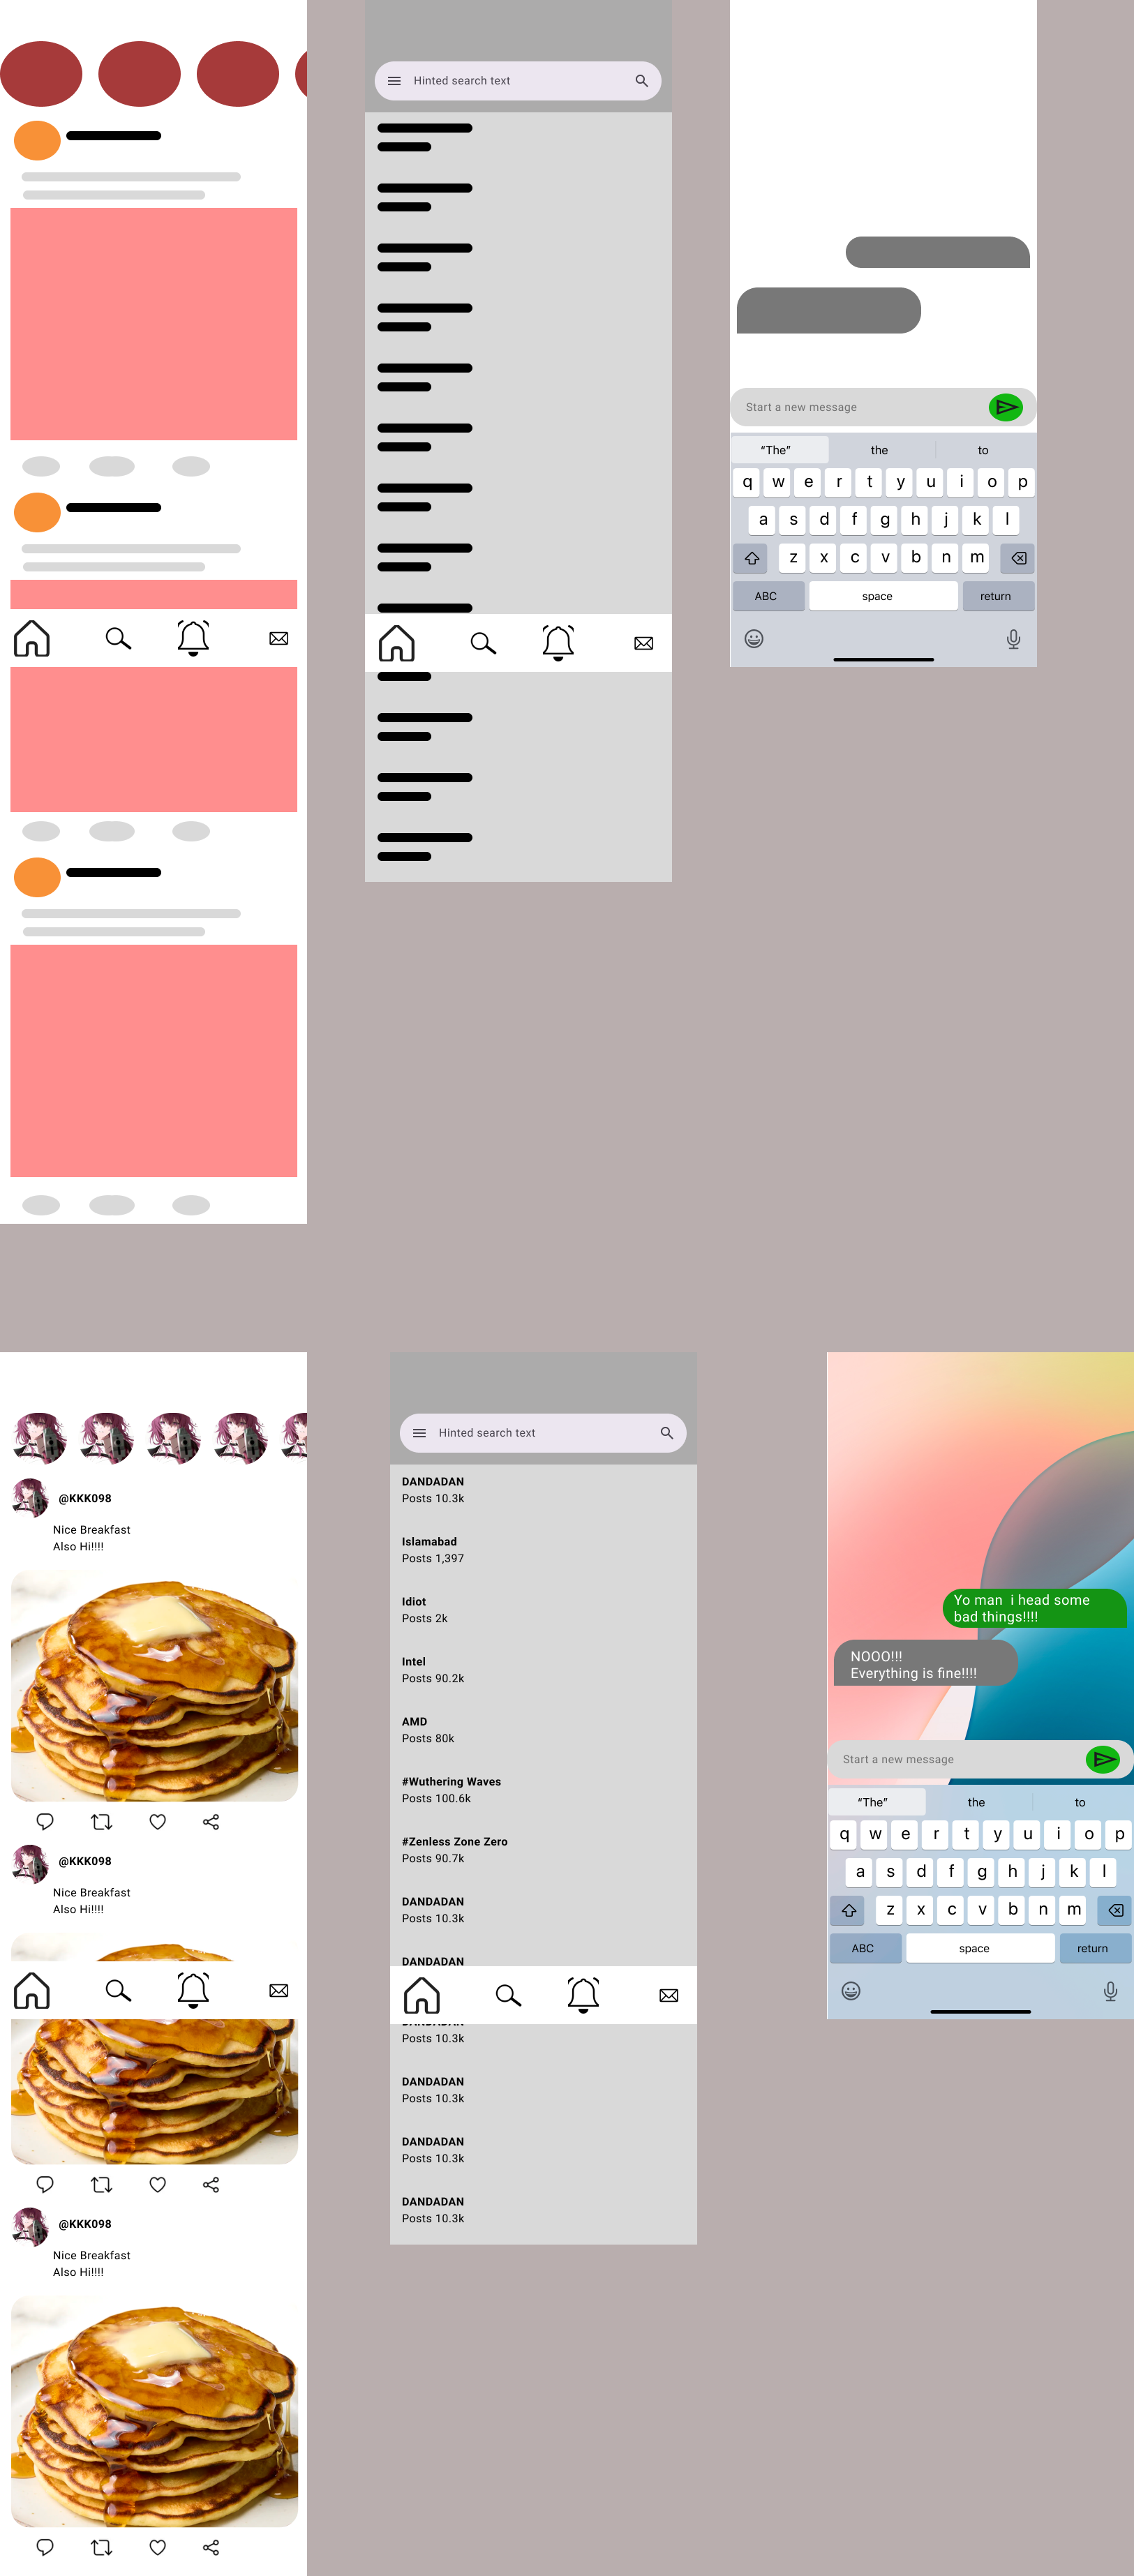 Hinted search text
Start a new message
“The” the to
q w e r t y u i o p
a s d f g h j k l
z x c v b n m
ABC space return
@KKK098
Nice Breakfast
Also Hi!!!!
@KKK098
Nice Breakfast
Also Hi!!!!
@KKK098
Nice Breakfast
Also Hi!!!!
Hinted search text
DANDADAN
Posts 10.3k
Islamabad
Posts 1,397
Idiot
Posts 2k
Intel
Posts 90.2k
AMD
Posts 80k
#Wuthering Waves
Posts 100.6k
#Zenless Zone Zero
Posts 90.7k
DANDADAN
Posts 10.3k
DANDADAN
DANDADAN
Posts 10.3k
DANDADAN
Posts 10.3k
DANDADAN
Posts 10.3k
DANDADAN
Posts 10.3k
Yo man i head some
bad things!!!!
NOOO!!!
Everything is fine!!!!
Start a new message
“The” the to
q w e r t y u i o p
a s d f g h j k l
z x c v b n m
ABC space return